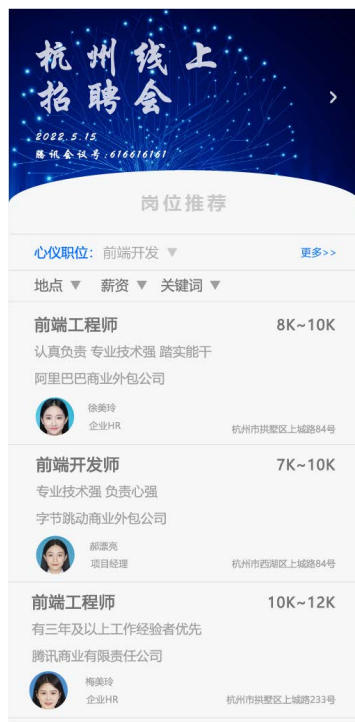 杭州线上
招聘会
2022.5.15
腾讯会议号:616616161
岗位推荐
心仪职位: 前端开发 ▼ 更多>>
地点 ▼ 薪资 ▼ 关键词 ▼
前端工程师 8K~10K
认真负责 专业技术强 踏实能干
阿里巴巴商业外包公司
徐美玲
企业HR 杭州市拱墅区上城路84号
前端开发师 7K~10K
专业技术强 负责心强
字节跳动商业外包公司
郝漂亮
项目经理 杭州市西湖区上城路84号
前端工程师 10K~12K
有三年及以上工作经验者优先
腾讯商业有限责任公司
梅美玲
企业HR 杭州市拱墅区上城路233号